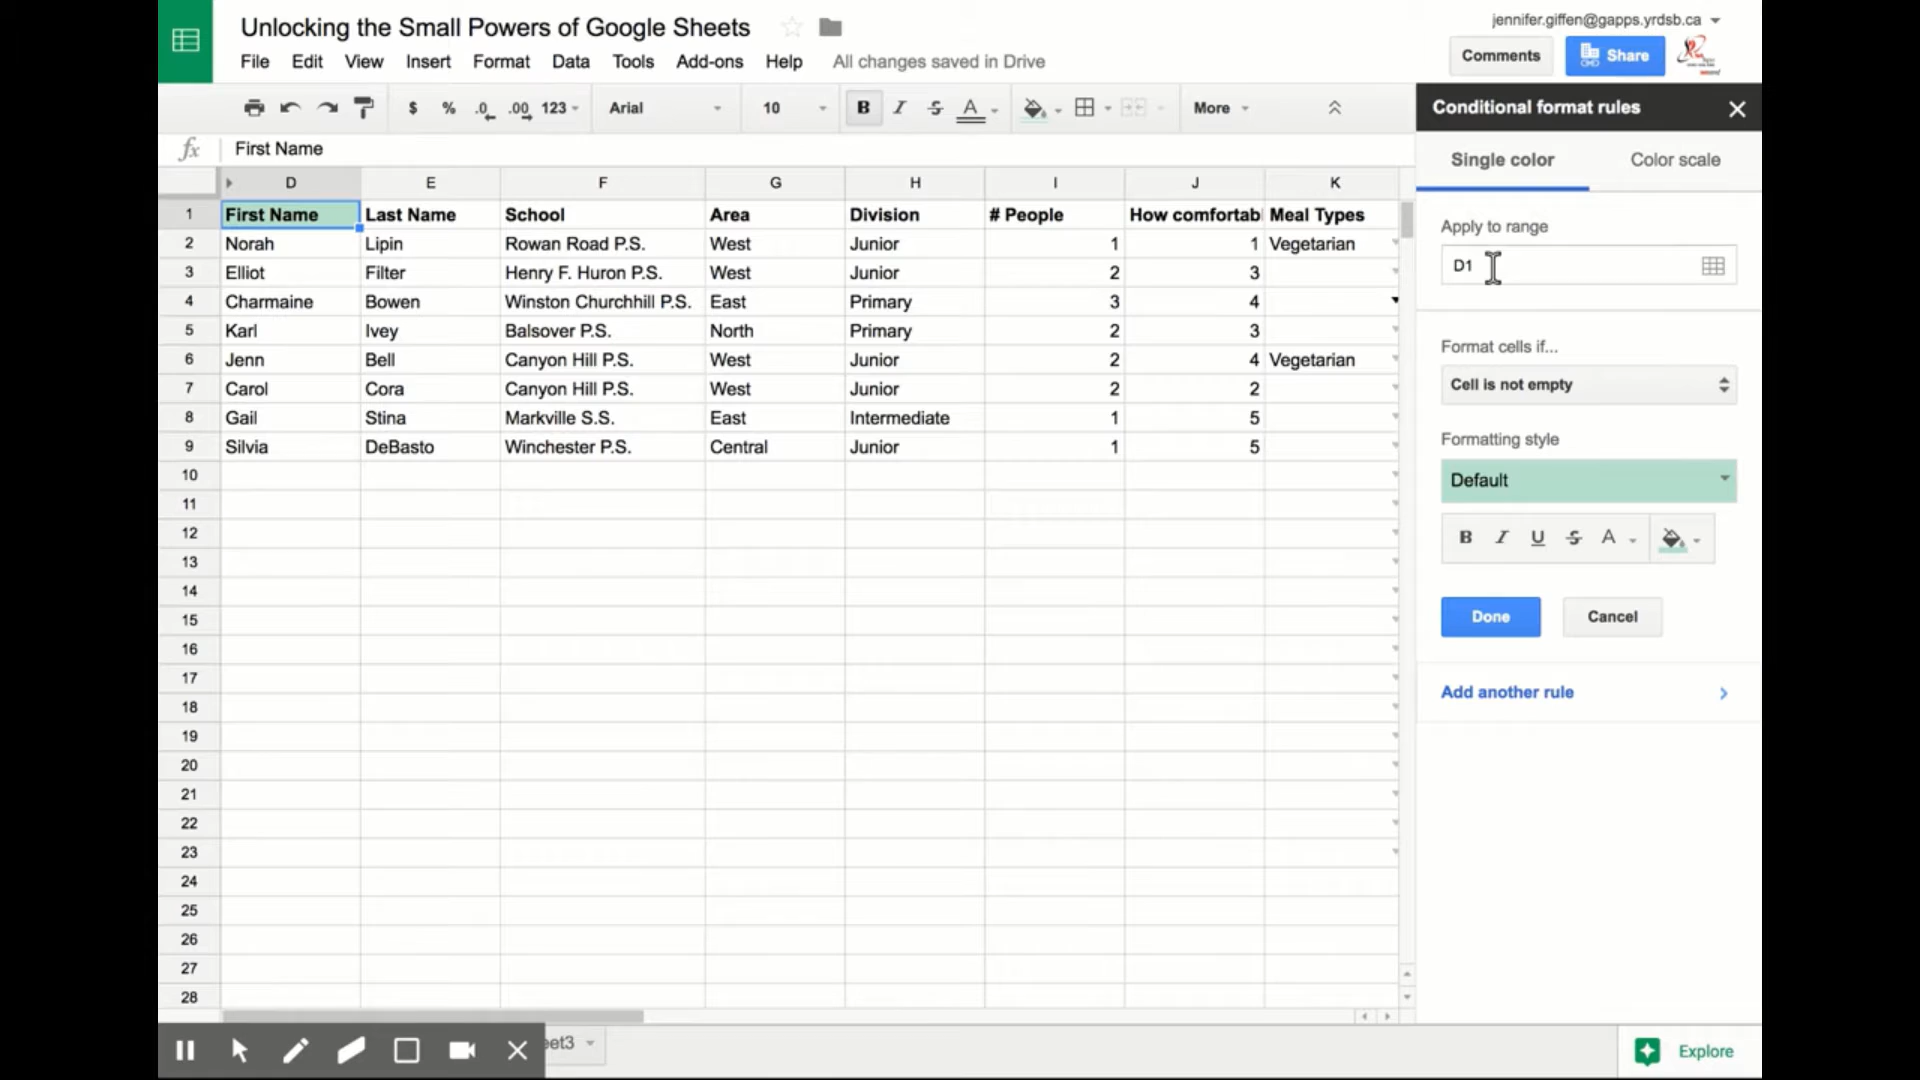 Unlocking the Small Powers of Google Sheets
jennifer.giffen@gapps.yrdsb.ca
File Edit View Insert Format Data Tools Add-ons Help All changes saved in Drive
Comments Share
$ % .0 .00 123 Arial 10 B I S A More
Conditional format rules
fx First Name
Single color Color scale
D E F G H I J K
1 First Name Last Name School Area Division # People How comfortabl Meal Types
2 Norah Lipin Rowan Road P.S. West Junior 1 1 Vegetarian
3 Elliot Filter Henry F. Huron P.S. West Junior 2 3
4 Charmaine Bowen Winston Churchhill P.S. East Primary 3 4
5 Karl Ivey Balsover P.S. North Primary 2 3
6 Jenn Bell Canyon Hill P.S. West Junior 2 4 Vegetarian
7 Carol Cora Canyon Hill P.S. West Junior 2 2
8 Gail Stina Markville S.S. East Intermediate 1 5
9 Silvia DeBasto Winchester P.S. Central Junior 1 5
10
11
12
13
14
15
16
17
18
19
20
21
22
23
24
25
26
27
28
Apply to range
D1
Format cells if...
Cell is not empty
Formatting style
Default
B I U S A
Done Cancel
Add another rule
eet3
Explore